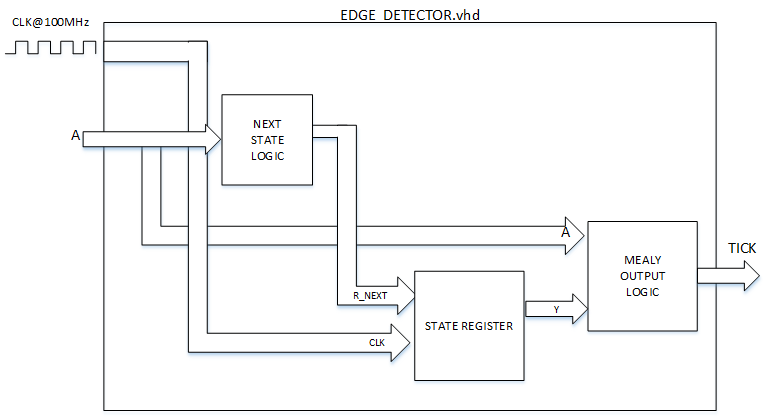 EDGE_DETECTOR.vhd
CLK@100MHz
A
NEXT
STATE
LOGIC
A
TICK
MEALY
OUTPUT
LOGIC
R_NEXT
Y
STATE REGISTER
CLK